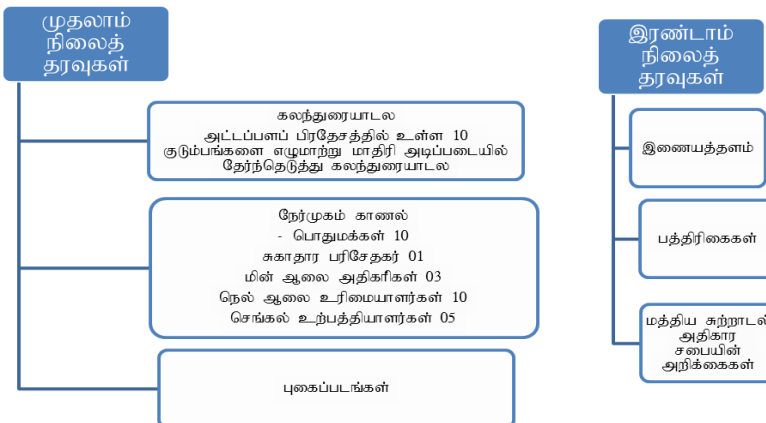 முதலாம்
நிலைத்
தரவுகள்
கலந்துரையாடல
அட்டப்பளப் பிரதேசத்தில் உள்ள 10
குடும்பங்களை எழுமாற்று மாதிரி அடிப்படையில்
தேர்ந்தெடுத்து கலந்துரையாடல
நேர்முகம் காணல்
- பொதுமக்கள் 10
சுகாதார பரிசேதகர் 01
மின் ஆலை அதிகாரிகள் 03
நெல் ஆலை உரிமையாளர்கள் 10
செங்கல் உற்பத்தியாளர்கள் 05
புகைப்படங்கள்
இரண்டாம்
நிலைத்
தரவுகள்
இணையத்தளம்
பத்திரிகைகள்
மத்திய சுற்றாடல்
அதிகார
சபையின்
அறிக்கைகள்